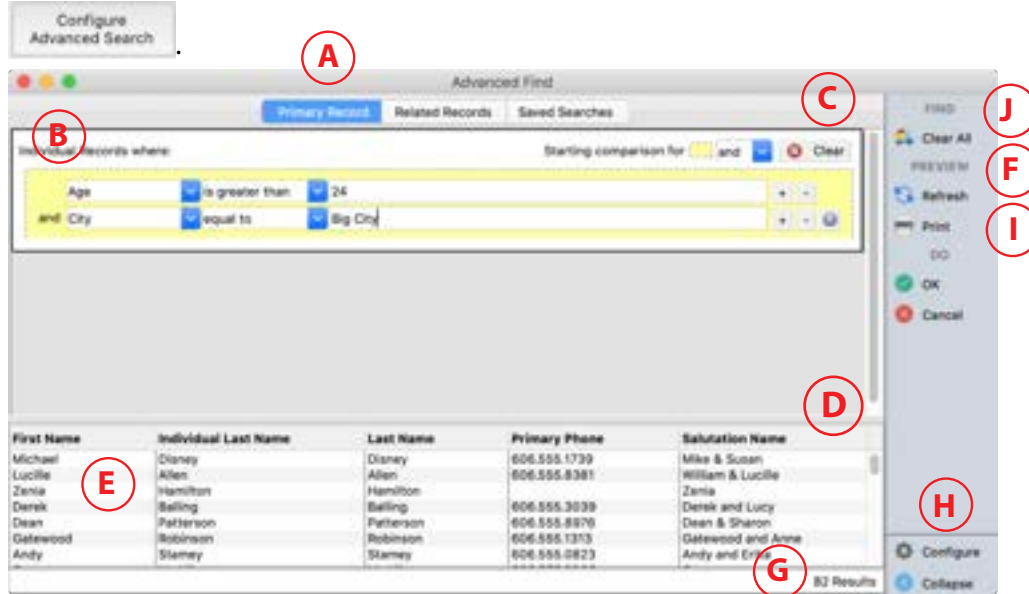 Configure
Advanced Search
.
A
Advanced Find
C
Primary Record Related Records Saved Searches
FIND
J
B
Clear All
Individual Records where:
Starting comparison for and Clear
PREVIEW
F
Age is greater than 24
Refresh
and City equal to Big City
Print
I
DO
OK
Cancel
D
First Name Individual Last Name Last Name Primary Phone Salutation Name
Michael Disney Disney 606.555.1739 Mike & Susan
Lucille Allen Allen 606.555.8381 William & Lucille
E
Zenia Hamilton Hamilton Zenia
Derek Balling Balling 606.555.3039 Derek and Lucy
Dean Patterson Patterson 606.555.8976 Dean & Sharon
H
Gatewood Robinson Robinson 606.555.1313 Gatewood and Anne
Andy Stamey Stamey 606.555.0823 Andy and Erika
Configure
G
82 Results
Collapse